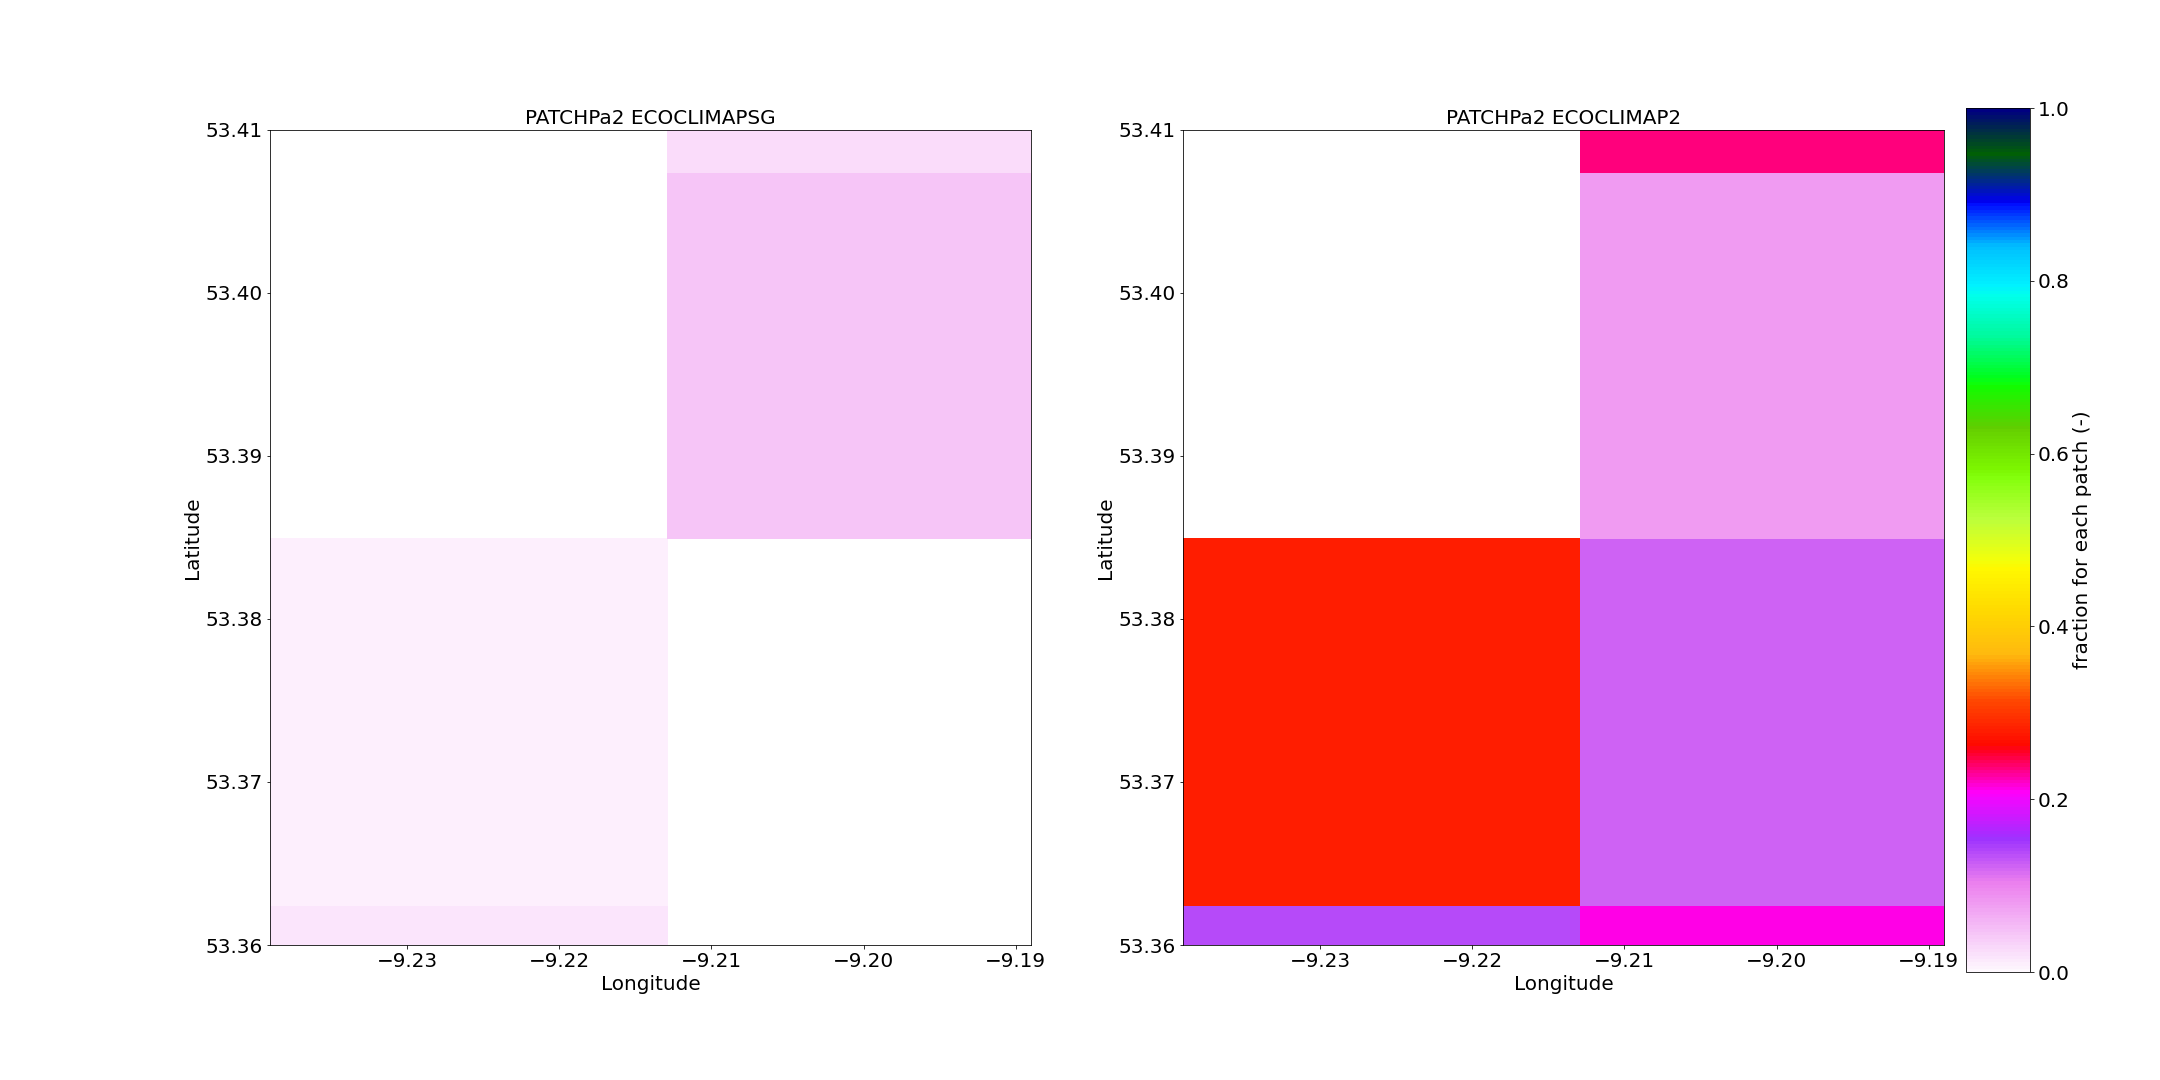 PATCHPa2 ECOCLIMAPSG
53.41
53.40
53.39
53.38
53.37
53.36
Latitude
−9.23 −9.22 −9.21 −9.20 −9.19
Longitude
PATCHPa2 ECOCLIMAP2
53.41
53.40
53.39
53.38
53.37
53.36
Latitude
−9.23 −9.22 −9.21 −9.20 −9.19
Longitude
1.0
0.8
0.6
0.4
0.2
0.0
fraction for each patch (-)